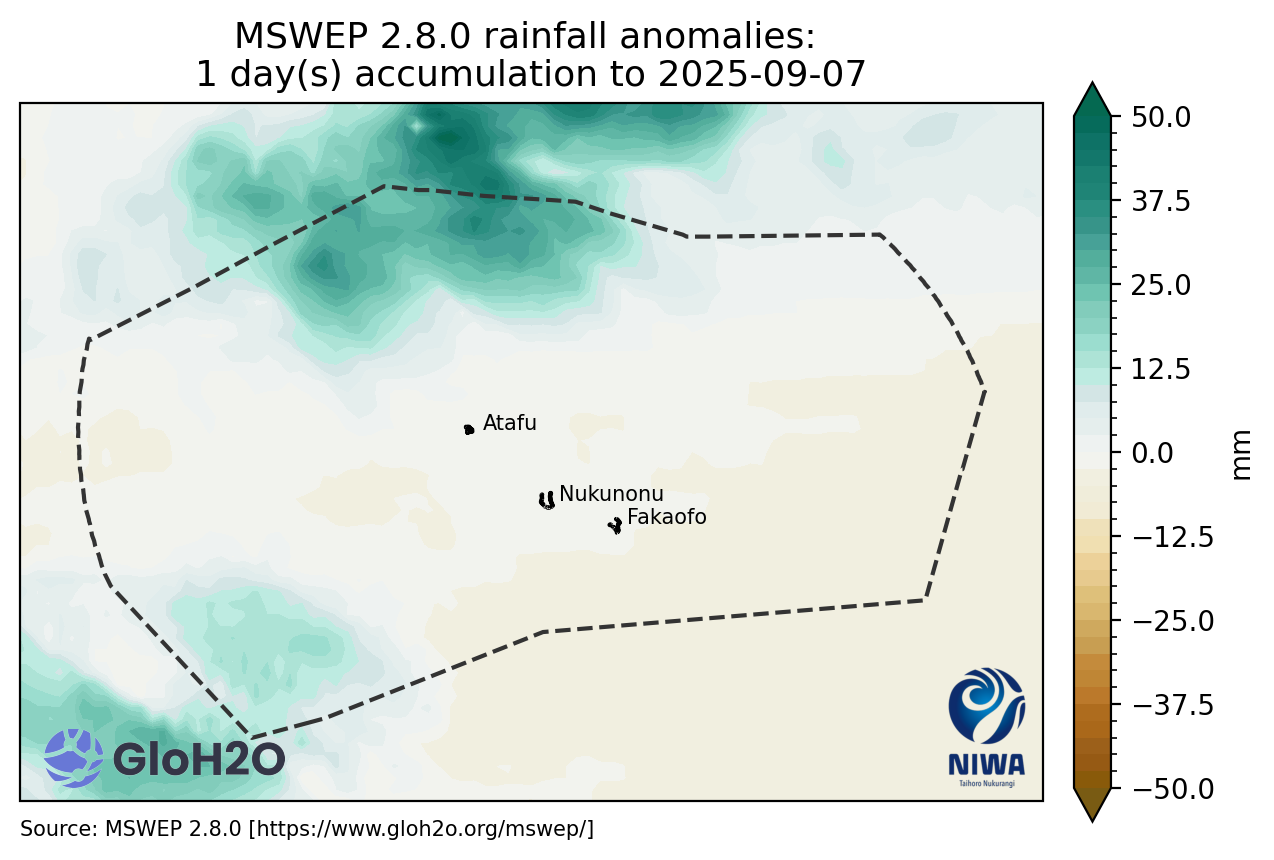 MSWEP 2.8.0 rainfall anomalies:
1 day(s) accumulation to 2025-09-07
50.0
37.5
25.0
12.5
0.0
−12.5
−25.0
−37.5
−50.0
mm
Atafu
Nukunonu
Fakaofo
GloH2O
NIWA
Taihoro Nukurangi
Source: MSWEP 2.8.0 [https://www.gloh2o.org/mswep/]